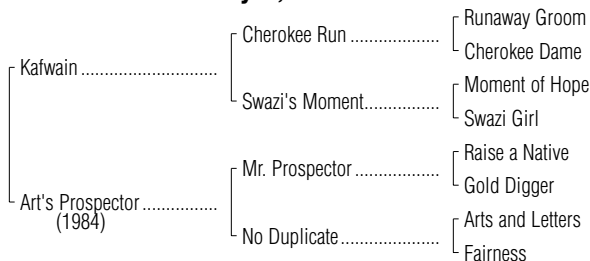 Runaway Groom
Cherokee Run ...................
Cherokee Dame
Kafwain .............................
Moment of Hope
Swazi's Moment................
Swazi Girl
Raise a Native
Mr. Prospector ..................
Gold Digger
Art's Prospector ................
(1984)
Arts and Letters
No Duplicate.....................
Fairness